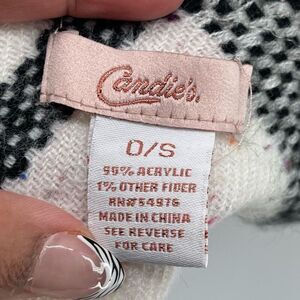 Candie's.
O/S
99% ACRYLIC
1% OTHER FIBER
RN#54976
MADE IN CHINA
SEE REVERSE
FOR CARE